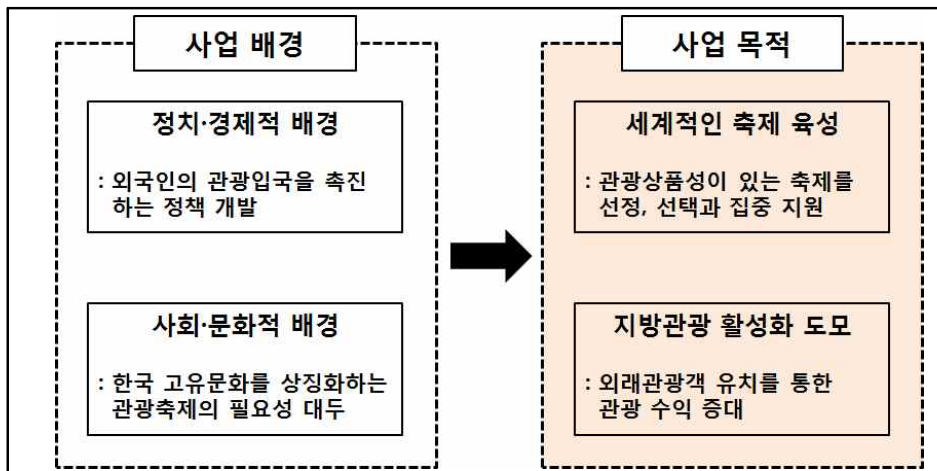 사업 배경
정치·경제적 배경
: 외국인의 관광입국을 촉진
하는 정책 개발
사회·문화적 배경
: 한국 고유문화를 상징화하는
관광축제의 필요성 대두
사업 목적
세계적인 축제 육성
: 관광상품성이 있는 축제를
선정, 선택과 집중 지원
지방관광 활성화 도모
: 외래관광객 유치를 통한
관광 수익 증대